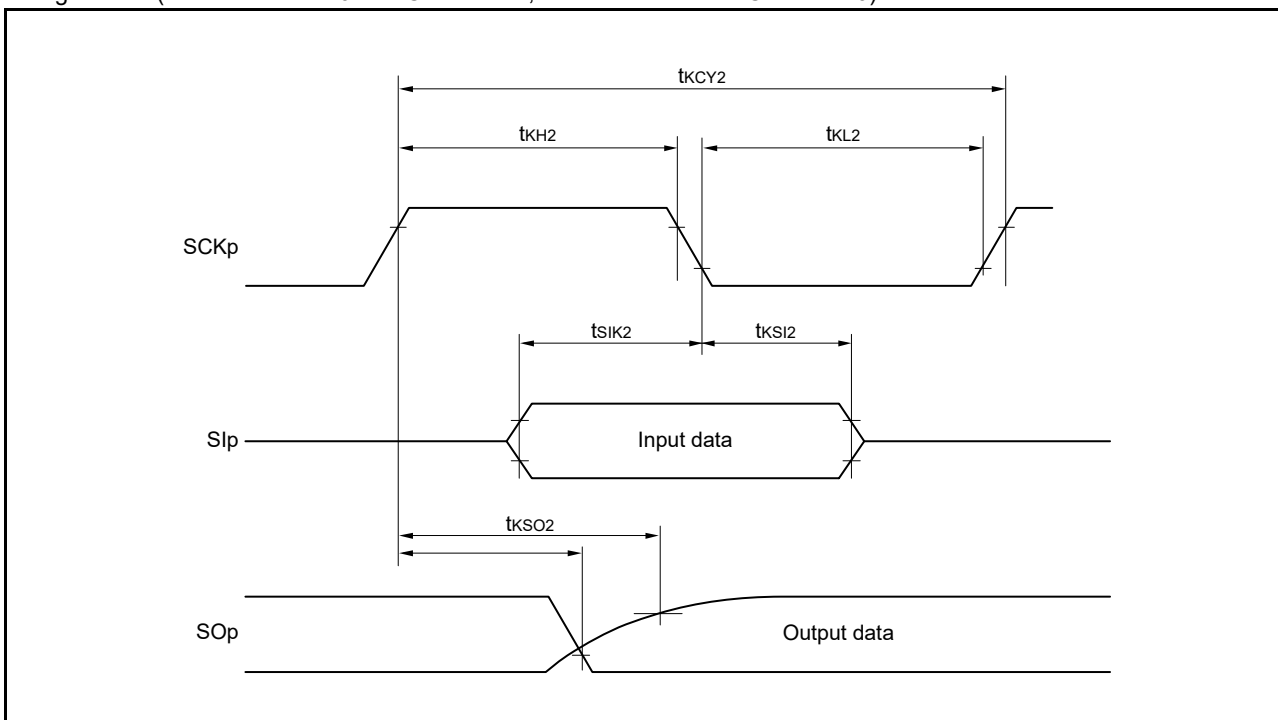 tKCY2
tKH2
tKL2
SCKp
tSIK2
tKSI2
SIp
Input data
tKSO2
SOp
Output data